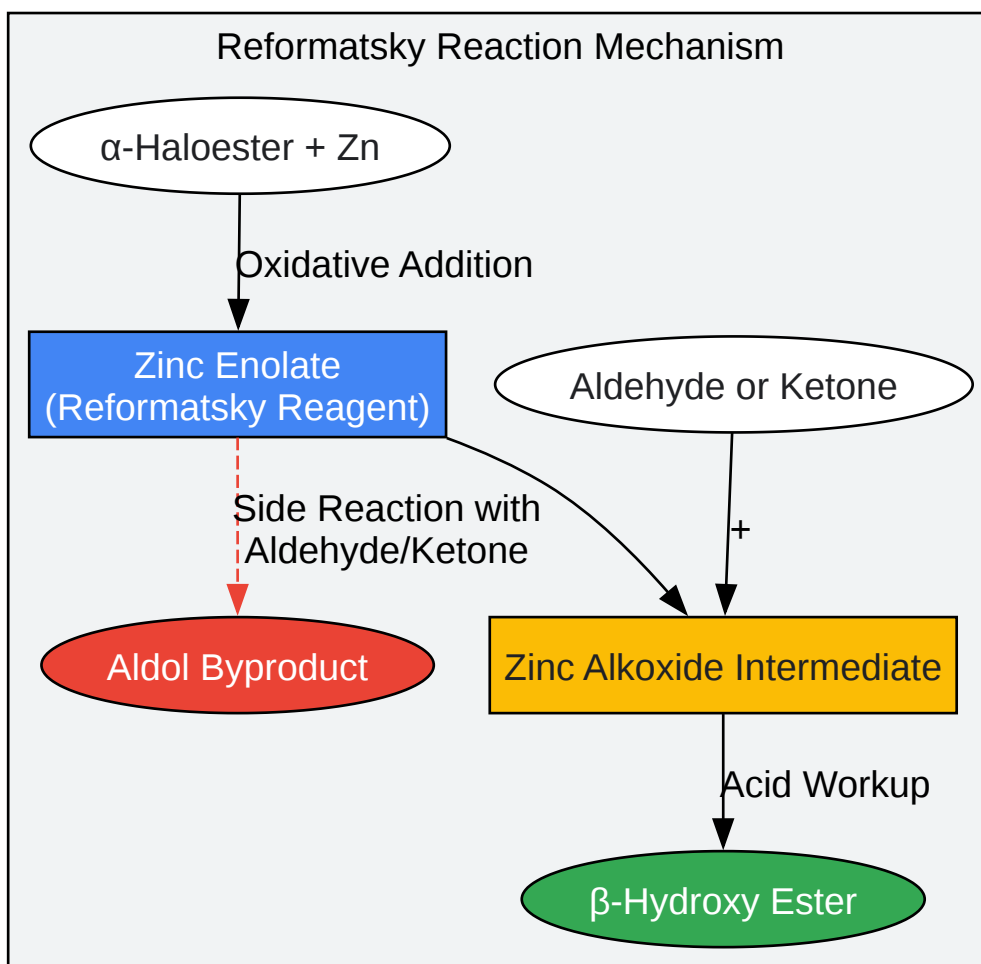 Reformatsky Reaction Mechanism
α-Haloester + Zn
Oxidative Addition
Zinc Enolate
(Reformatsky Reagent)
Aldehyde or Ketone
Side Reaction with
Aldehyde/Ketone
+
Aldol Byproduct
Zinc Alkoxide Intermediate
Acid Workup
β-Hydroxy Ester